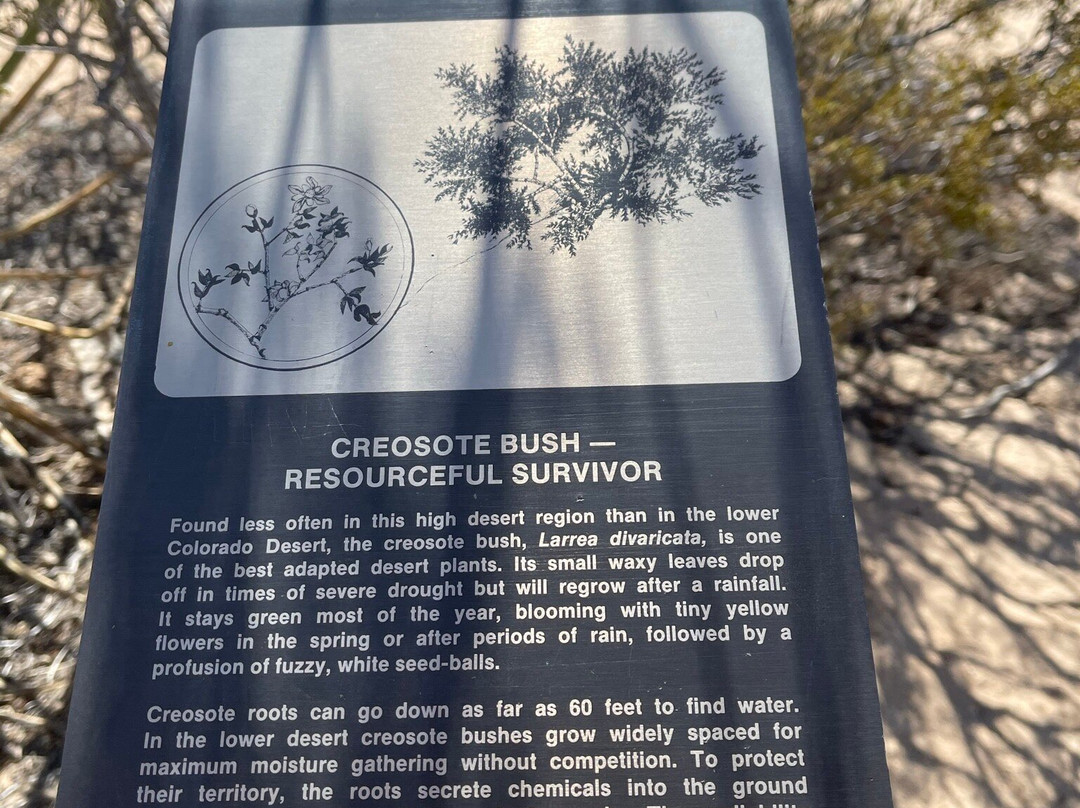 CREOSOTE BUSH —
RESOURCEFUL SURVIVOR
Found less often in this high desert region than in the lower
Colorado Desert, the creosote bush, Larrea divaricata, is one
of the best adapted desert plants. Its small waxy leaves drop
off in times of severe drought but will regrow after a rainfall.
It stays green most of the year, blooming with tiny yellow
flowers in the spring or after periods of rain, followed by a
profusion of fuzzy, white seed-balls.
Creosote roots can go down as far as 60 feet to find water.
In the lower desert creosote bushes grow widely spaced for
maximum moisture gathering without competition. To protect
their territory, the roots secrete chemicals into the ground